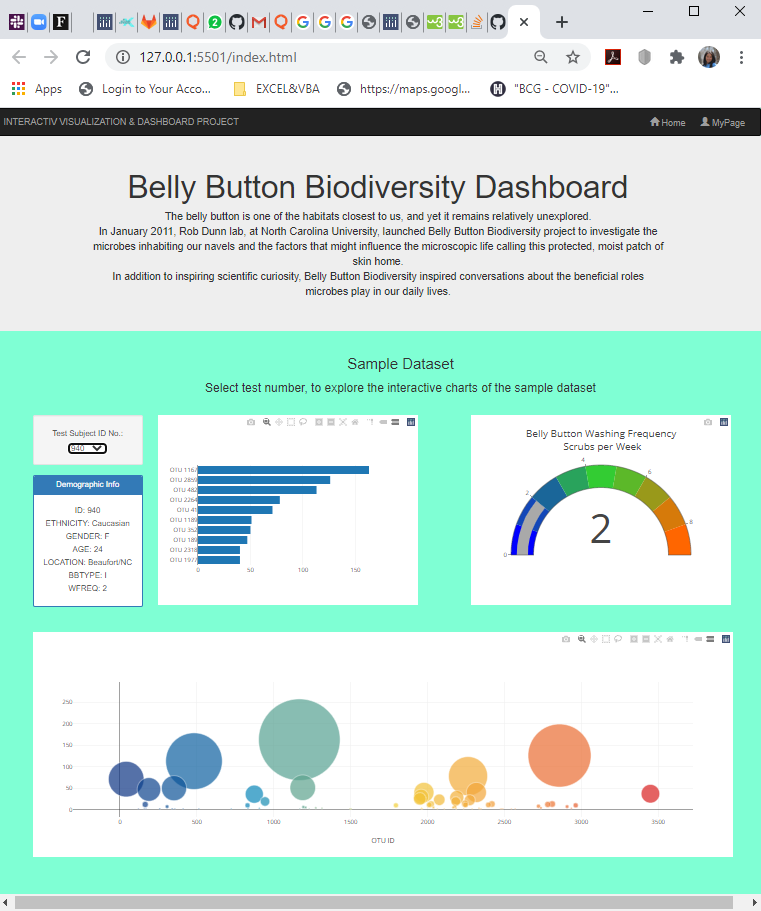 127.0.0.1:5501/index.html
Apps
Login to Your Acco...
EXCEL&VBA
https://maps.googl...
"BCG - COVID-19"...
INTERACTIV VISUALIZATION & DASHBOARD PROJECT
Home
MyPage
Belly Button Biodiversity Dashboard
The belly button is one of the habitats closest to us, and yet it remains relatively unexplored.
In January 2011, Rob Dunn lab, at North Carolina University, launched Belly Button Biodiversity project to investigate the
microbes inhabiting our navels and the factors that might influence the microscopic life calling this protected, moist patch of
skin home.
In addition to inspiring scientific curiosity, Belly Button Biodiversity inspired conversations about the beneficial roles
microbes play in our daily lives.
Sample Dataset
Select test number, to explore the interactive charts of the sample dataset
Test Subject ID No.:
940
Demographic Info
ID: 940
ETHNICITY: Caucasian
GENDER: F
AGE: 24
LOCATION: Beaufort/NC
BBTYPE: I
WFREQ: 2
OTU 1167
OTU 2859
OTU 482
OTU 2264
OTU 41
OTU 1189
OTU 352
OTU 189
OTU 2318
OTU 1977
0
50
100
150
Belly Button Washing Frequency
Scrubs per Week
0
2
4
6
8
2
250
200
150
100
50
0
0
500
1000
1500
2000
2500
3000
3500
OTU ID